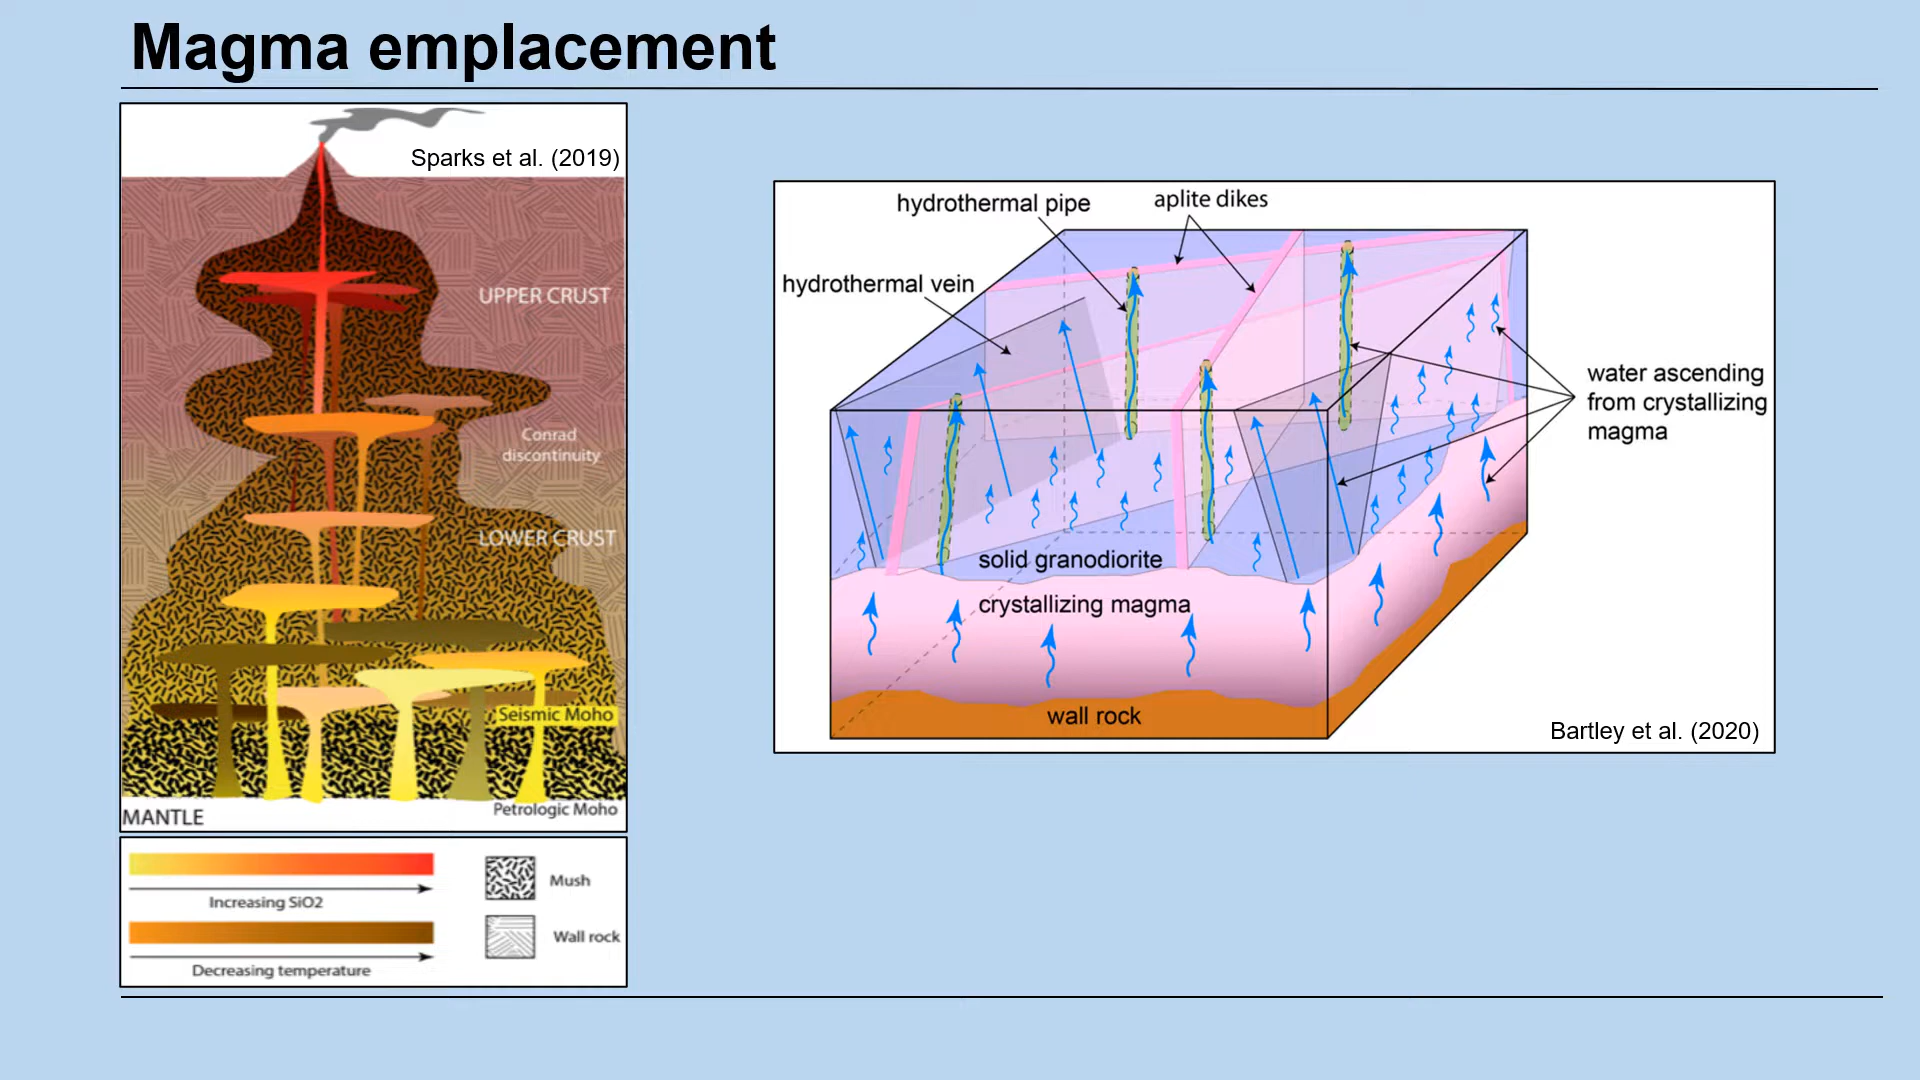 Magma emplacement
Sparks et al. (2019)
UPPER CRUST
Conrad
discontinuity
LOWER CRUST
Seismic Moho
Petrologic Moho
MANTLE
Increasing SiO2
Mush
Wall rock
Decreasing temperature
hydrothermal pipe
aplite dikes
hydrothermal vein
water ascending
from crystallizing
magma
solid granodiorite
crystallizing magma
wall rock
Bartley et al. (2020)